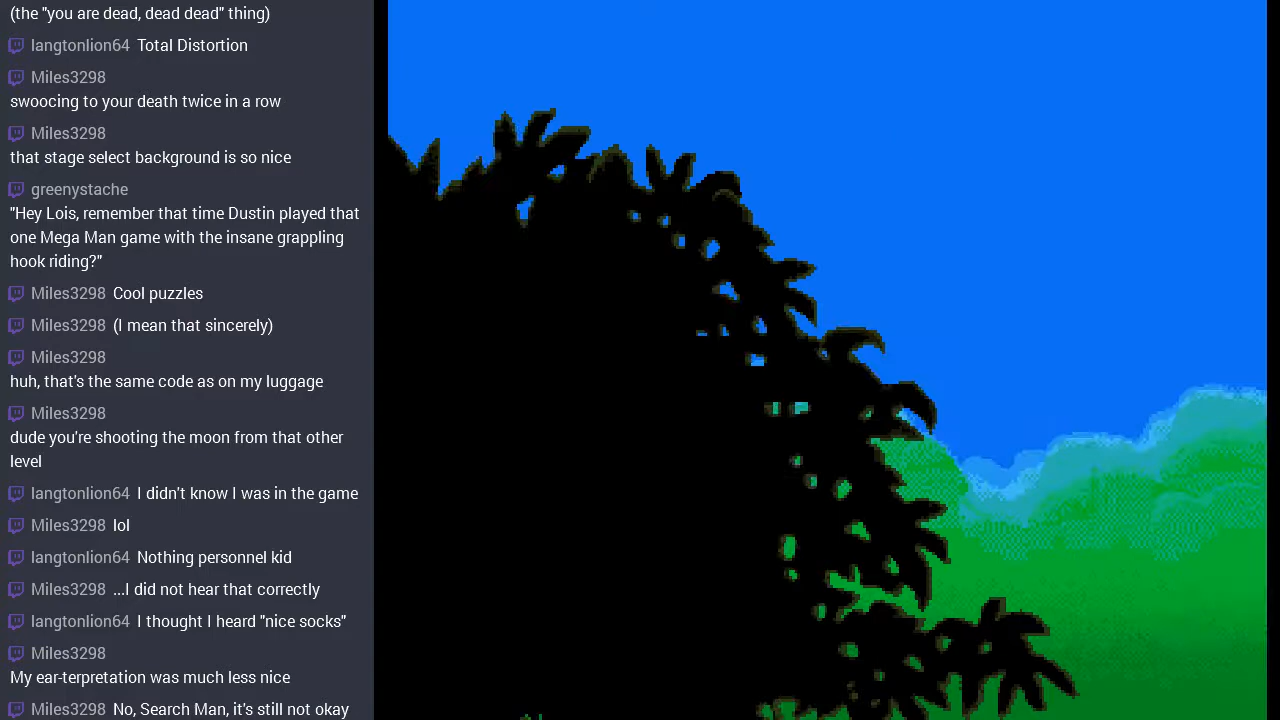 (the "you are dead, dead dead" thing)
langtonlion64 Total Distortion
Miles3298
swoocing to your death twice in a row
Miles3298
that stage select background is so nice
greenystache
"Hey Lois, remember that time Dustin played that
one Mega Man game with the insane grappling
hook riding?"
Miles3298 Cool puzzles
Miles3298 (I mean that sincerely)
Miles3298
huh, that's the same code as on my luggage
Miles3298
dude you're shooting the moon from that other
level
langtonlion64 I didn't know I was in the game
Miles3298 lol
langtonlion64 Nothing personnel kid
Miles3298 ...I did not hear that correctly
langtonlion64 I thought I heard "nice socks"
Miles3298
My ear-terpretation was much less nice
Miles3298 No, Search Man, it's still not okay